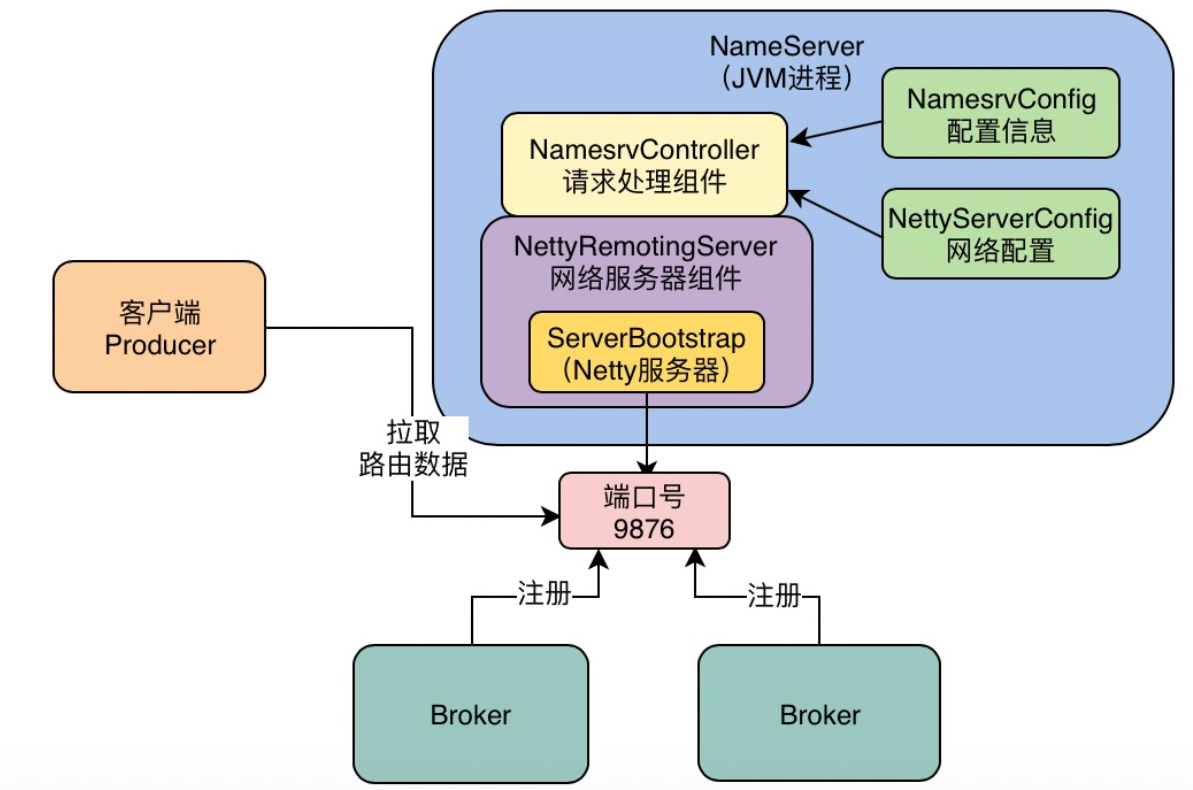 NameServer
（JVM进程）
NamesrvConfig
配置信息
NamesrvController
请求处理组件
NettyServerConfig
网络配置
NettyRemotingServer
网络服务器组件
ServerBootstrap
（Netty服务器）
客户端
Producer
拉取
路由数据
端口号
9876
注册
注册
Broker
Broker